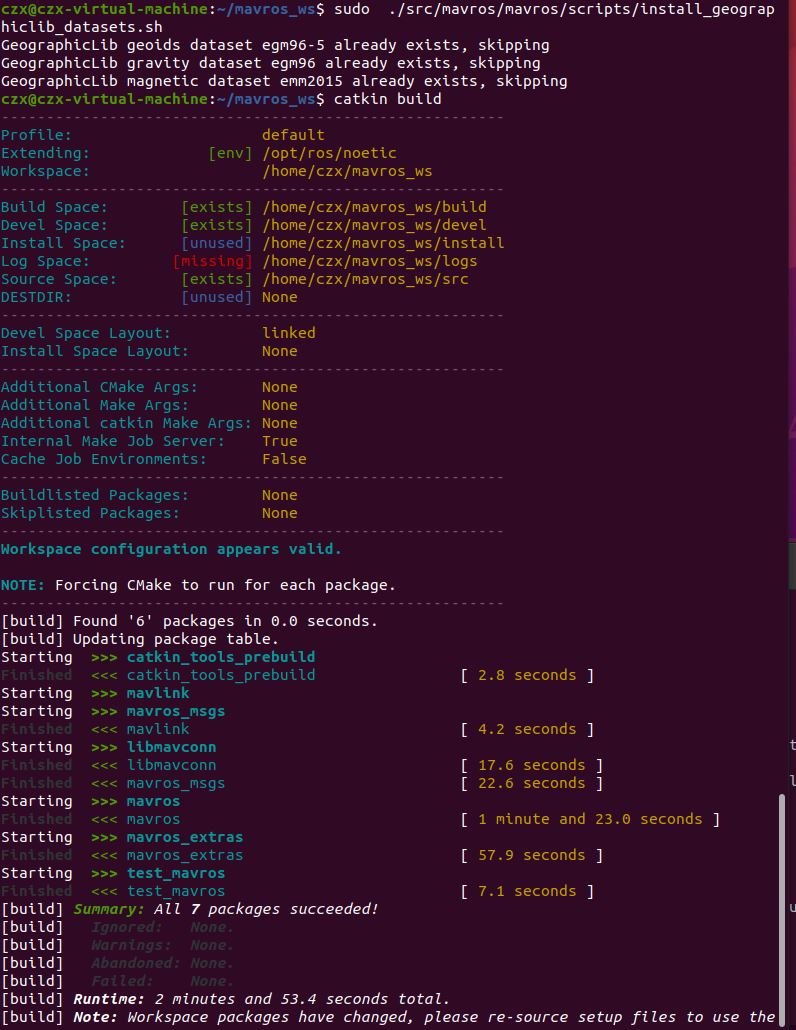 czx@czx-virtual-machine:~/mavros_ws$ sudo  ./src/mavros/mavros/scripts/install_geograp
hiclib_datasets.sh
GeographicLib geoids dataset egm96-5 already exists, skipping
GeographicLib gravity dataset egm96 already exists, skipping
GeographicLib magnetic dataset emm2015 already exists, skipping
czx@czx-virtual-machine:~/mavros_ws$ catkin build
--------------------------------------------------------
Profile:                     default
Extending:             [env] /opt/ros/noetic
Workspace:                   /home/czx/mavros_ws
--------------------------------------------------------
Build Space:        [exists] /home/czx/mavros_ws/build
Devel Space:        [exists] /home/czx/mavros_ws/devel
Install Space:      [unused] /home/czx/mavros_ws/install
Log Space:         [missing] /home/czx/mavros_ws/logs
Source Space:       [exists] /home/czx/mavros_ws/src
DESTDIR:            [unused] None
--------------------------------------------------------
Devel Space Layout:          linked
Install Space Layout:        None
--------------------------------------------------------
Additional CMake Args:       None
Additional Make Args:        None
Additional catkin Make Args: None
Internal Make Job Server:    True
Cache Job Environments:      False
--------------------------------------------------------
Buildlisted Packages:        None
Skiplisted Packages:         None
--------------------------------------------------------
Workspace configuration appears valid.
NOTE: Forcing CMake to run for each package.
--------------------------------------------------------
[build] Found '6' packages in 0.0 seconds.
[build] Updating package table.
Starting  >>> catkin_tools_prebuild
Finished  <<< catkin_tools_prebuild                [ 2.8 seconds ]
Starting  >>> mavlink
Starting  >>> mavros_msgs
Finished  <<< mavlink                              [ 4.2 seconds ]
Starting  >>> libmavconn
Finished  <<< libmavconn                           [ 17.6 seconds ]
Finished  <<< mavros_msgs                          [ 22.6 seconds ]
Starting  >>> mavros
Finished  <<< mavros                               [ 1 minute and 23.0 seconds ]
Starting  >>> mavros_extras
Finished  <<< mavros_extras                        [ 57.9 seconds ]
Starting  >>> test_mavros
Finished  <<< test_mavros                          [ 7.1 seconds ]
[build] Summary: All 7 packages succeeded!
[build]   Ignored:   None.
[build]   Warnings:  None.
[build]   Abandoned: None.
[build]   Failed:    None.
[build] Runtime: 2 minutes and 53.4 seconds total.
[build] Note: Workspace packages have changed, please re-source setup files to use the